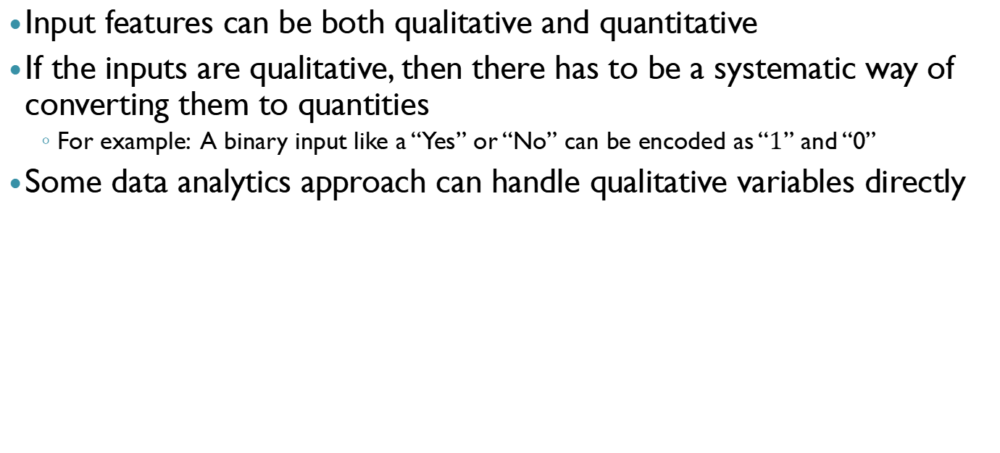 •Input features can be both qualitative and quantitative
•If the inputs are qualitative, then there has to be a systematic way of
converting them to quantities
◦ For example: A binary input like a “Yes” or “No” can be encoded as “1” and “0”
•Some data analytics approach can handle qualitative variables directly